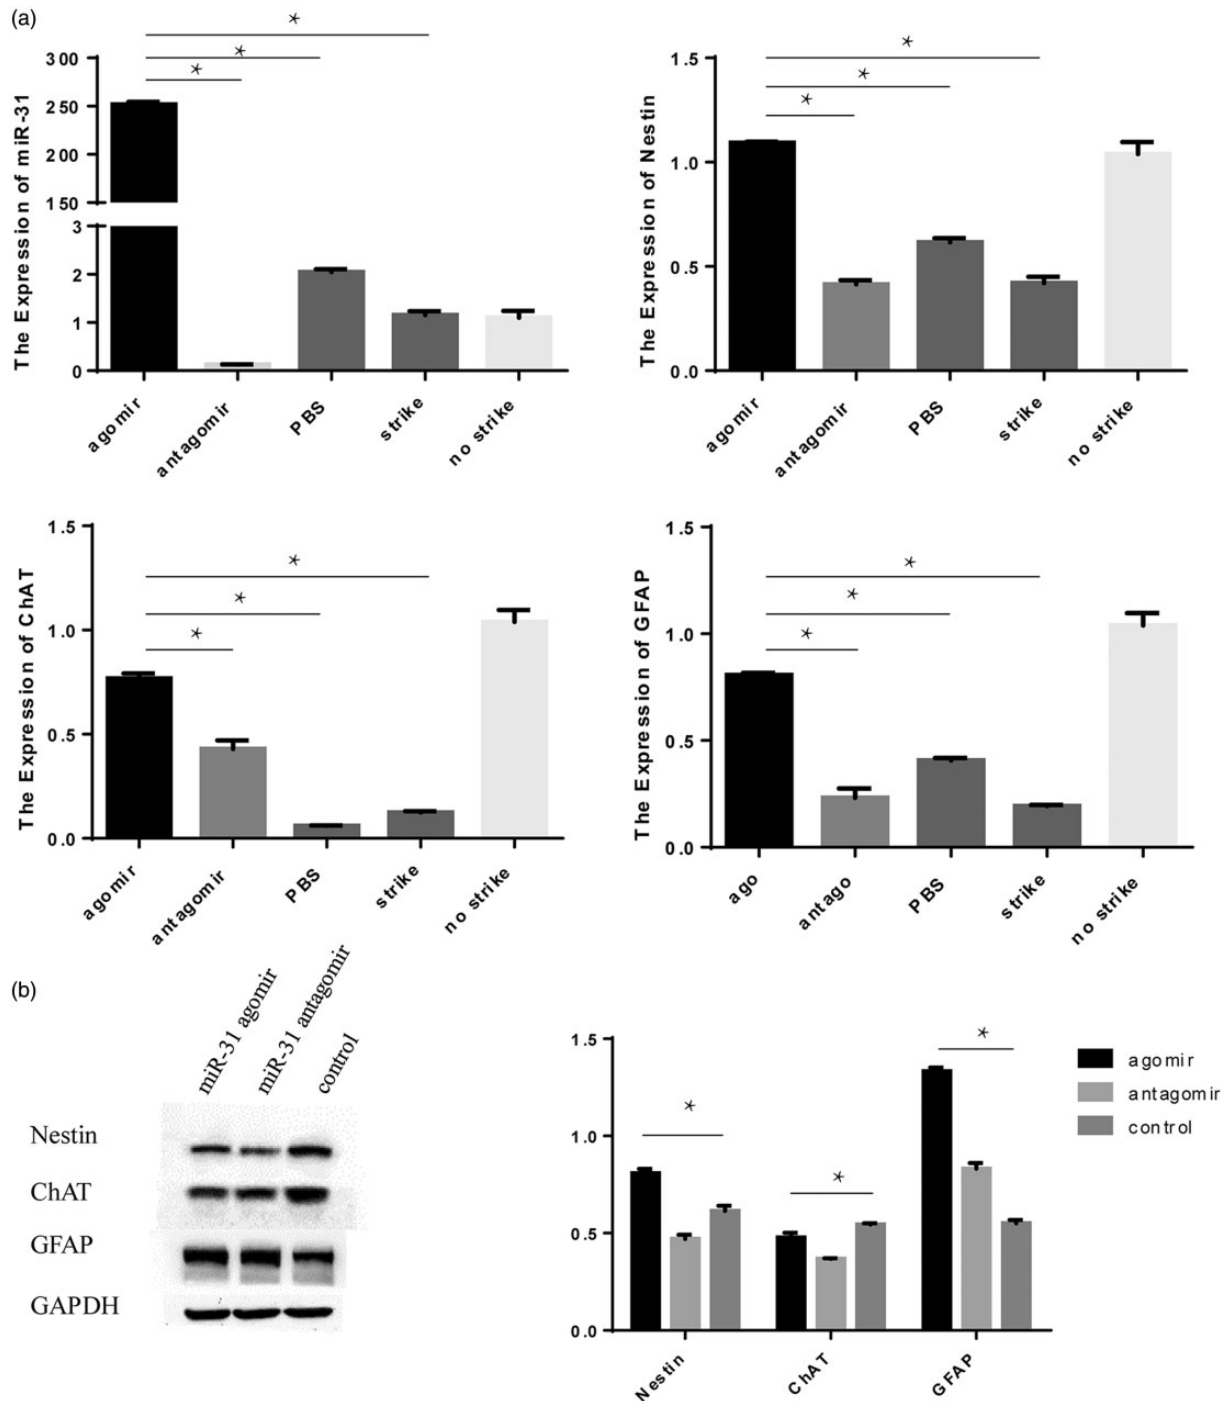 (a)
The Expression of miR-31
300
250
200
150
3
2
1
0
*
*
*
agomir
antagomir
PBS
strike
no strike
The Expression of Nestin
1.5
1.0
0.5
0.0
*
*
*
agomir
antagomir
PBS
strike
no strike
The Expression of ChAT
1.5
1.0
0.5
0.0
*
*
*
agomir
antagomir
PBS
strike
no strike
The Expression of GFAP
1.5
1.0
0.5
0.0
*
*
*
ago
antago
PBS
strike
no strike
(b)
miR-31 agomir
miR-31 antagomir
control
Nestin
ChAT
GFAP
GAPDH
1.5
1.0
0.5
0.0
*
*
*
Nestin
ChAT
GFAP
agomir
antagomir
control